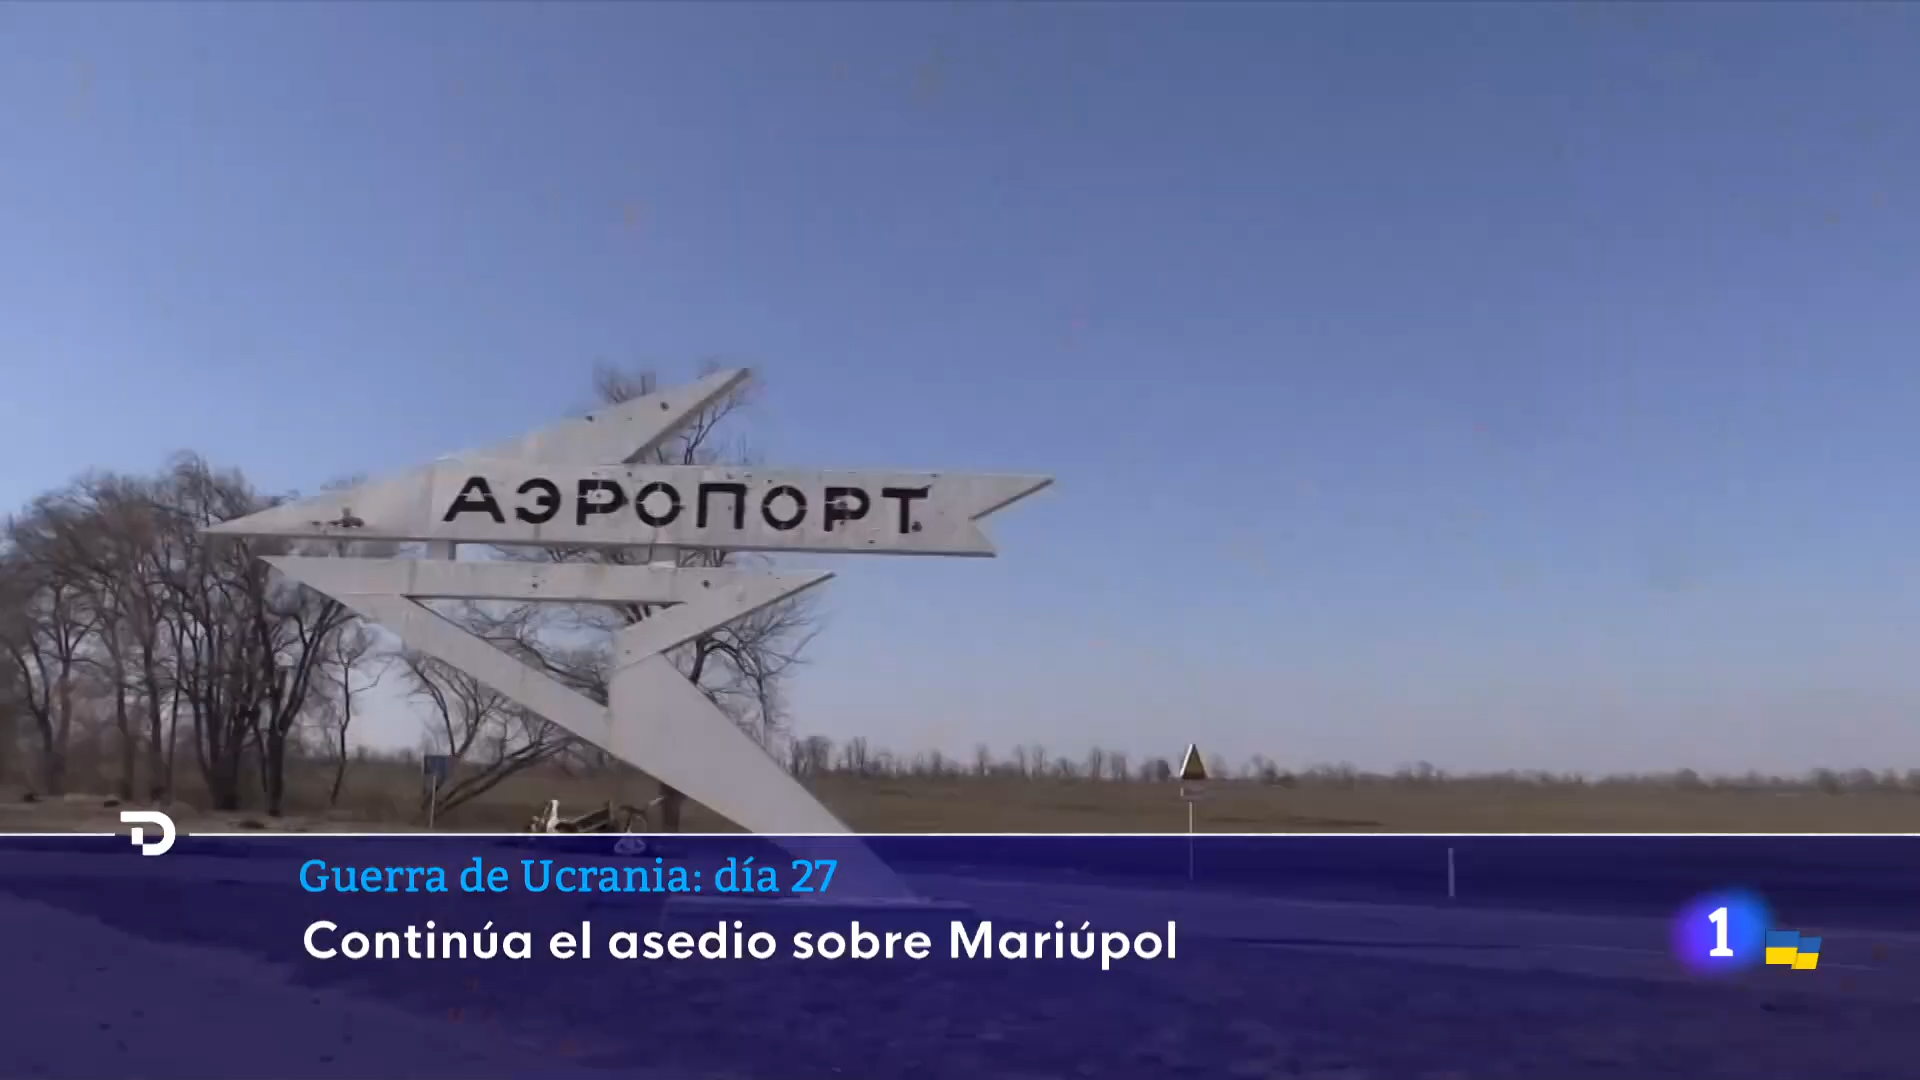 АЭРОПОРТ
Guerra de Ucrania: día 27
Continúa el asedio sobre Mariúpol
1